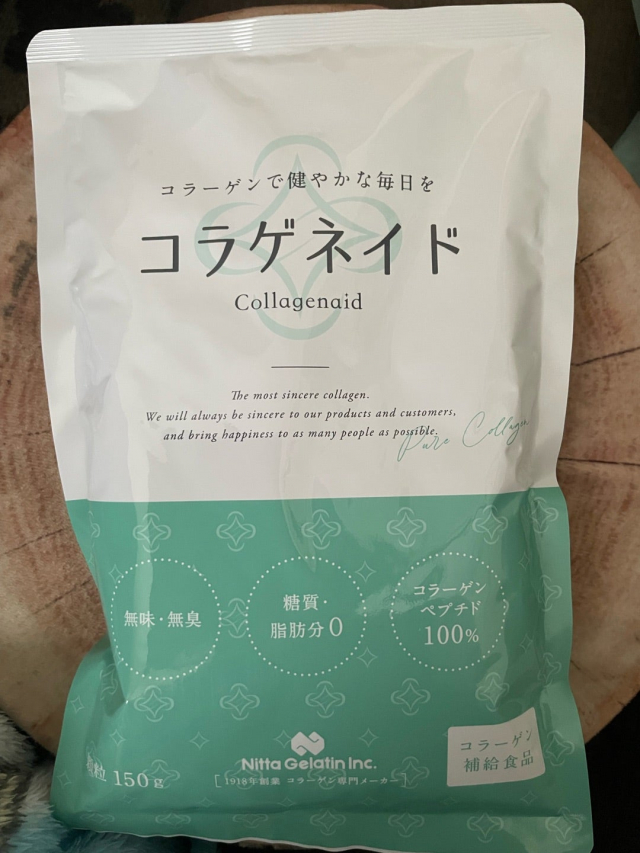 コラーゲンで健やかな毎日を
コラゲネイド
Collagenaid
The most sincere collagen.
We will always be sincere to our products and customers,
and bring happiness to as many people as possible.
Pure Collagen
無味・無臭
糖質・
脂肪分0
コラーゲン
ペプチド
100%
Nitta Gelatin Inc.
[1918年創業 コラーゲン専門メーカー]
顆粒 150g
コラーゲン
補給食品